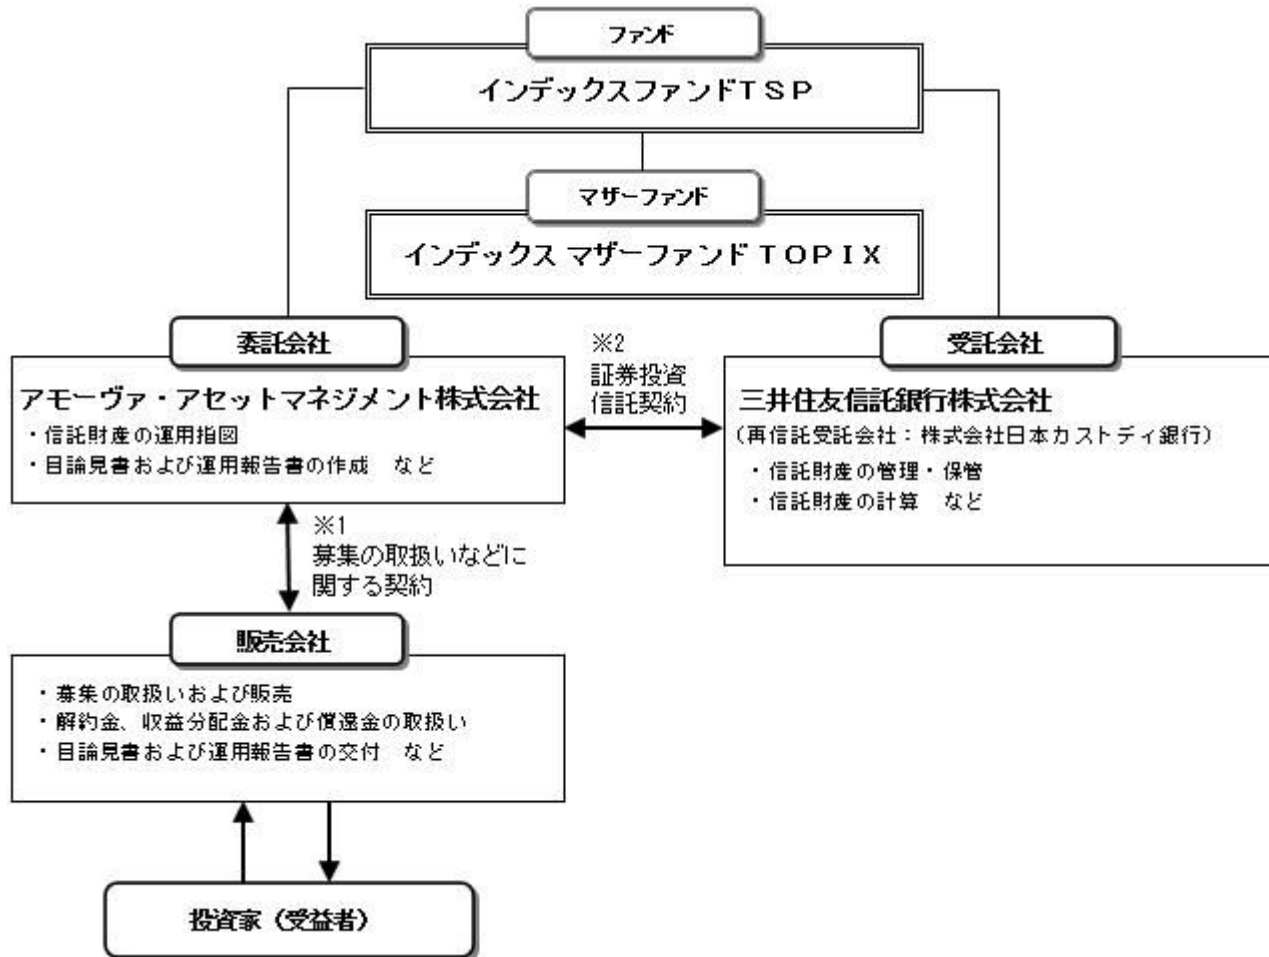 ファンド
インデックスファンドTSP
マザーファンド
インデックス マザーファンド TOPIX
委託会社
アモーヴァ・アセットマネジメント株式会社
・信託財産の運用指図
・目論見書および運用報告書の作成　など
※2
証券投資
信託契約
受託会社
三井住友信託銀行株式会社
(再信託受託会社:株式会社日本カストディ銀行)
・信託財産の管理・保管
・信託財産の計算　など
※1
募集の取扱いなどに
関する契約
販売会社
・募集の取扱いおよび販売
・解約金、収益分配金および償還金の取扱い
・目論見書および運用報告書の交付　など
投資家(受益者)